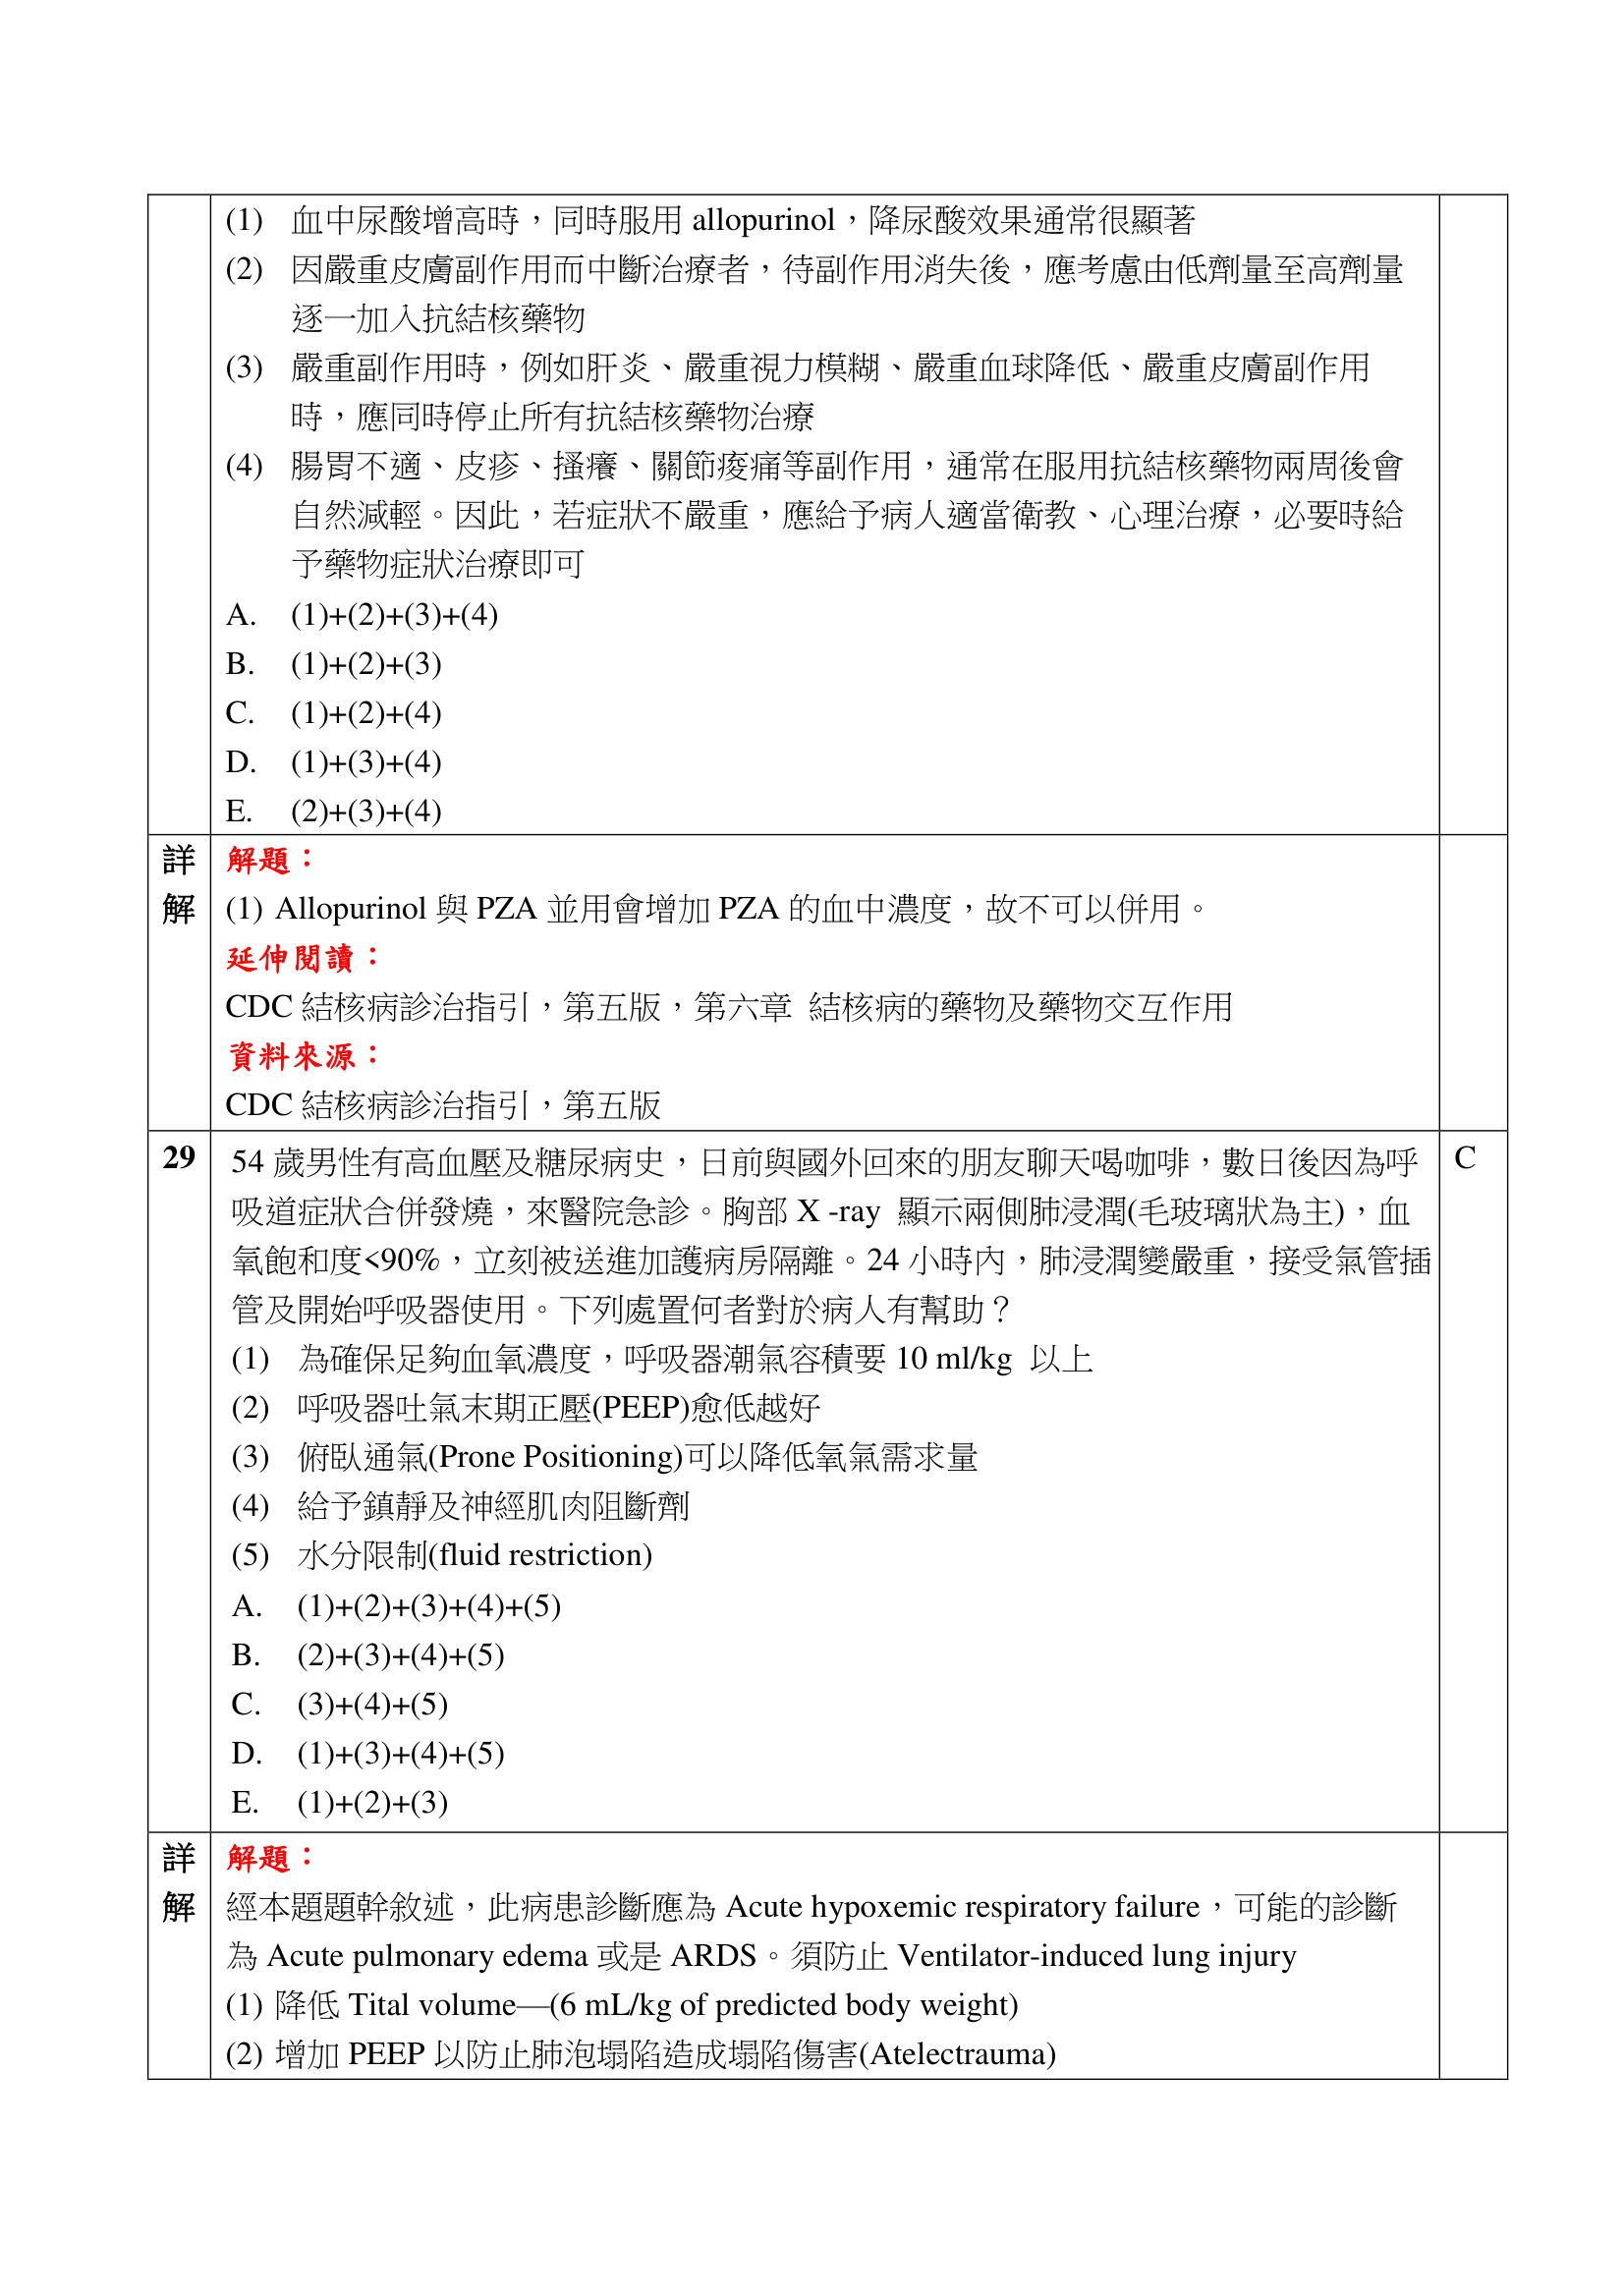 (1) 血中尿酸增高時，同時服用 allopurinol，降尿酸效果通常很顯著
(2) 因嚴重皮膚副作用而中斷治療者，待副作用消失後，應考慮由低劑量至高劑量
逐一加入抗結核藥物
(3) 嚴重副作用時，例如肝炎、嚴重視力模糊、嚴重血球降低、嚴重皮膚副作用
時，應同時停止所有抗結核藥物治療
(4) 腸胃不適、皮疹、搔癢、關節痠痛等副作用，通常在服用抗結核藥物兩周後會
自然減輕。因此，若症狀不嚴重，應給予病人適當衛教、心理治療，必要時給
予藥物症狀治療即可
A. (1)+(2)+(3)+(4)
B. (1)+(2)+(3)
C. (1)+(2)+(4)
D. (1)+(3)+(4)
E. (2)+(3)+(4)
詳解
解題：
(1) Allopurinol 與 PZA 並用會增加 PZA 的血中濃度，故不可以併用。
延伸閱讀：
CDC 結核病診治指引，第五版，第六章 結核病的藥物及藥物交互作用
資料來源：
CDC 結核病診治指引，第五版
29 54 歲男性有高血壓及糖尿病史，日前與國外回來的朋友聊天喝咖啡，數日後因為呼 C
吸道症狀合併發燒，來醫院急診。胸部 X -ray 顯示兩側肺浸潤(毛玻璃狀為主)，血
氧飽和度<90%，立刻被送進加護病房隔離。24 小時內，肺浸潤變嚴重，接受氣管插
管及開始呼吸器使用。下列處置何者對於病人有幫助？
(1) 為確保足夠血氧濃度，呼吸器潮氣容積要 10 ml/kg 以上
(2) 呼吸器吐氣末期正壓(PEEP)愈低越好
(3) 俯臥通氣(Prone Positioning)可以降低氧氣需求量
(4) 給予鎮靜及神經肌肉阻斷劑
(5) 水分限制(fluid restriction)
A. (1)+(2)+(3)+(4)+(5)
B. (2)+(3)+(4)+(5)
C. (3)+(4)+(5)
D. (1)+(3)+(4)+(5)
E. (1)+(2)+(3)
詳解
解題：
經本題題幹敘述，此病患診斷應為 Acute hypoxemic respiratory failure，可能的診斷
為 Acute pulmonary edema 或是 ARDS。須防止 Ventilator-induced lung injury
(1) 降低 Tital volume—(6 mL/kg of predicted body weight)
(2) 增加 PEEP 以防止肺泡塌陷造成塌陷傷害(Atelectrauma)